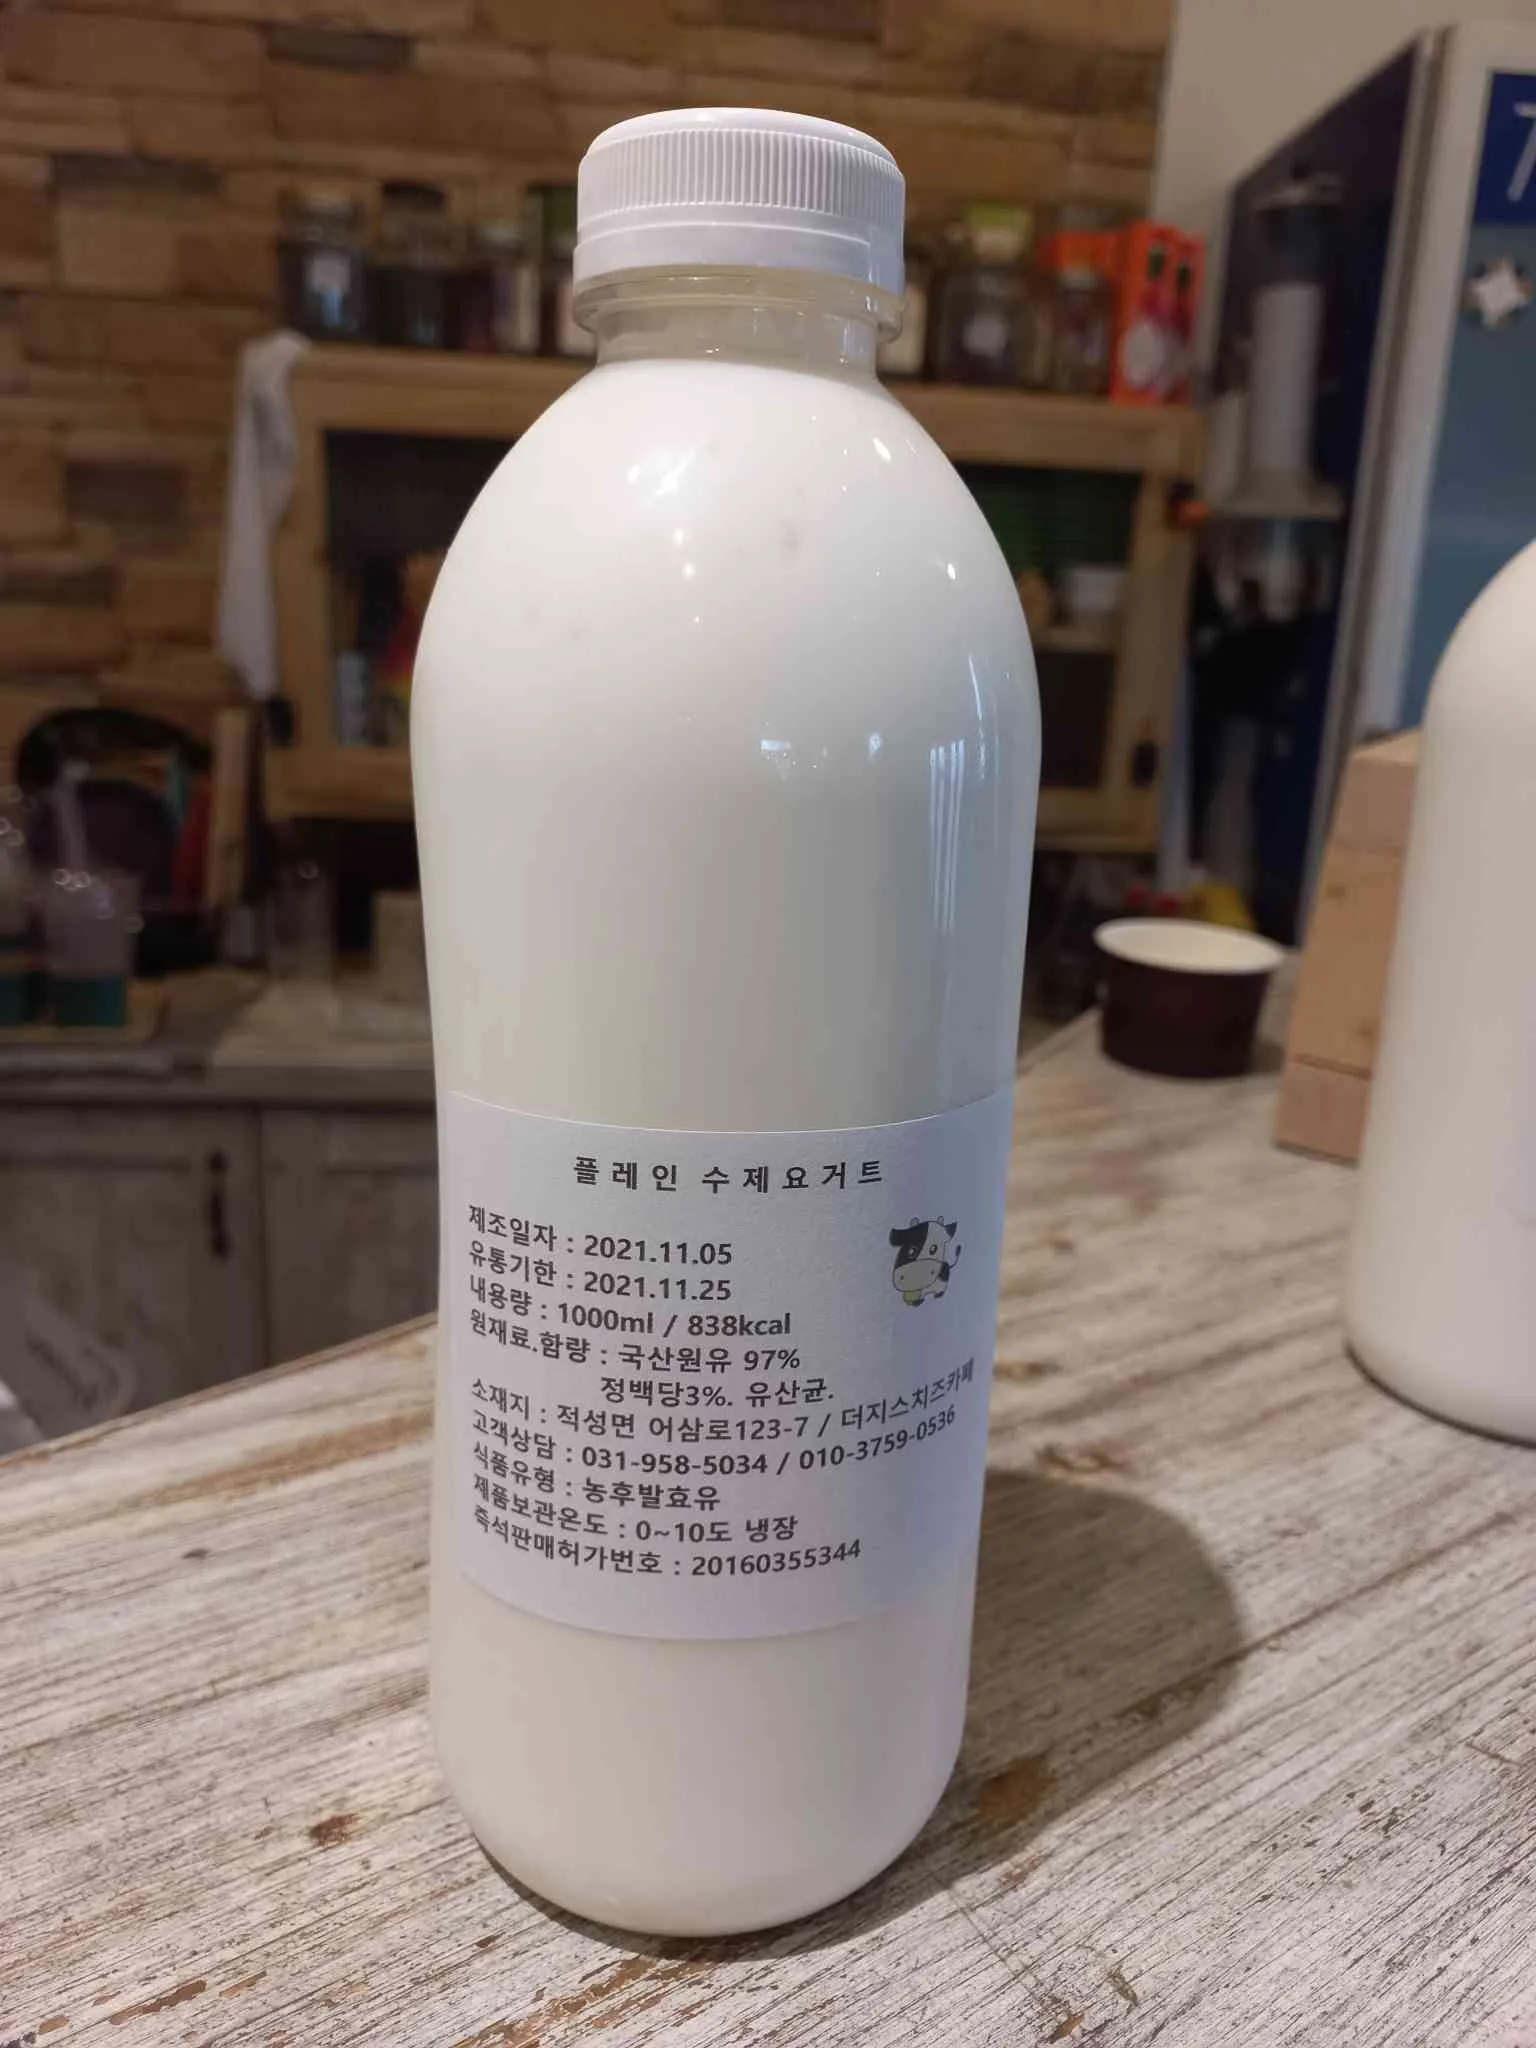 플레인 수제요거트
제조일자 : 2021.11.05
유통기한 : 2021.11.25
내용량 : 1000ml / 838kcal
원재료.함량 : 국산원유 97%
정백당3%. 유산균.
소재지 : 적성면 어삼로123-7 / 더지스치즈카페
고객상담 : 031-958-5034 / 010-3759-0536
식품유형 : 농후발효유
제품보관온도 : 0~10도 냉장
즉석판매허가번호 : 20160355344